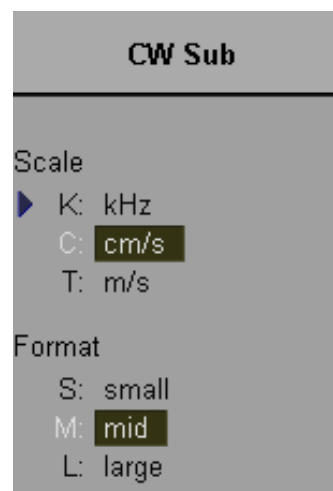 CW Sub
Scale
K: kHz
C: cm/s
T: m/s
Format
S: small
M: mid
L: large